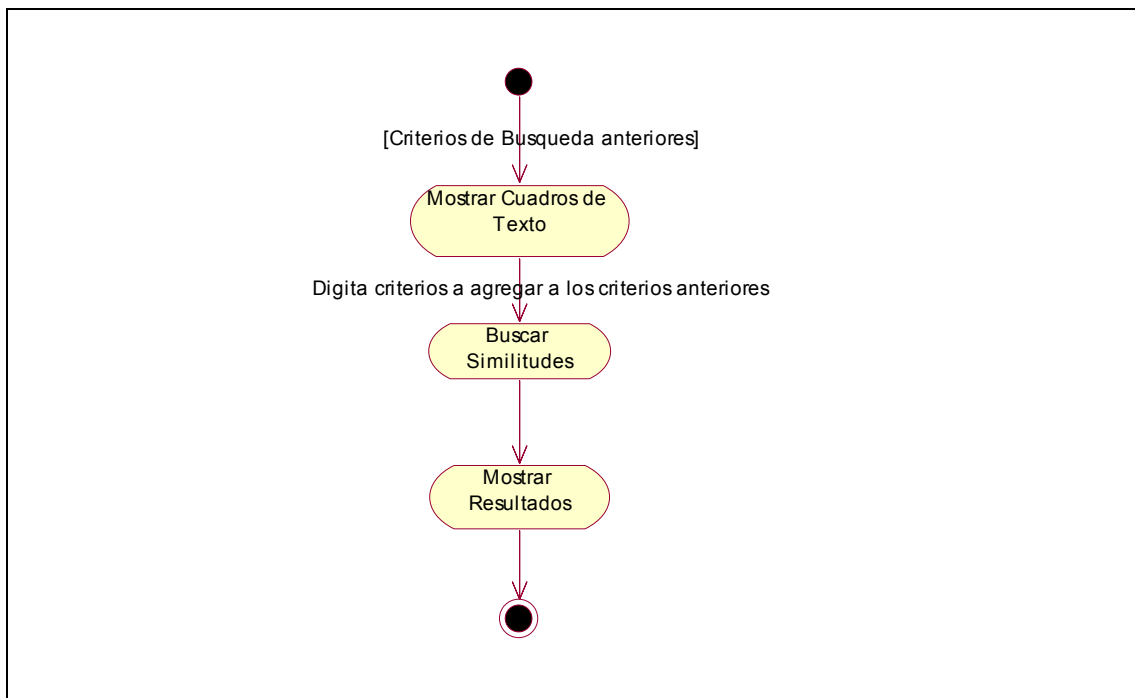 [Criterios de Busqueda anteriores]
Mostrar Cuadros de
Texto
Digita criterios a agregar a los criterios anteriores
Buscar
Similitudes
Mostrar
Resultados